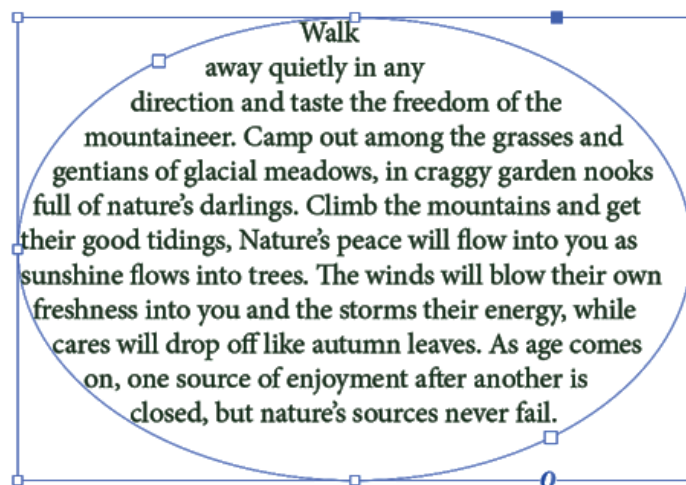 Walk
away quietly in any
direction and taste the freedom of the
mountaineer. Camp out among the grasses and
gentians of glacial meadows, in craggy garden nooks
full of nature’s darlings. Climb the mountains and get
their good tidings, Nature’s peace will flow into you as
sunshine flows into trees. The winds will blow their own
freshness into you and the storms their energy, while
cares will drop off like autumn leaves. As age comes
on, one source of enjoyment after another is
closed, but nature’s sources never fail.